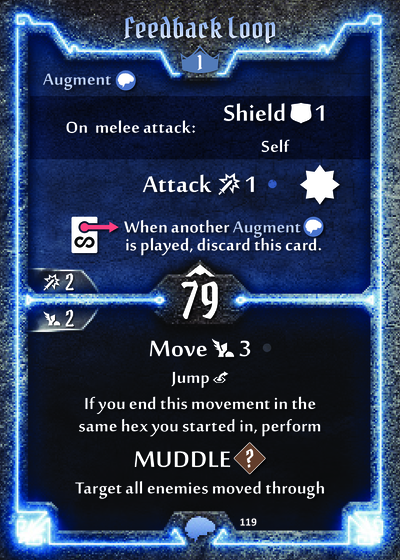 Feedback Loop
1
Augment
Shield 1
On melee attack:
Self
Attack 1
When another Augment
is played, discard this card.
2
79
2
Move 3
Jump
If you end this movement in the
same hex you started in, perform
MUDDLE ?
Target all enemies moved through
119